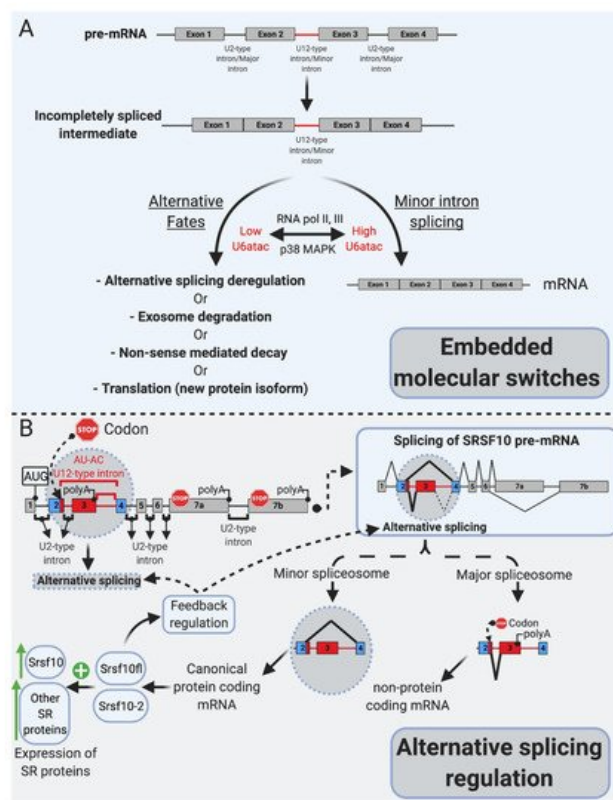 A
pre-mRNA
Exon 1
Exon 2
Exon 3
Exon 4
U2-type
intron/Major
intron
U12-type
intron/Minor
intron
U2-type
intron/Major
intron
Incompletely spliced
intermediate
Exon 1
Exon 2
Exon 3
Exon 4
U12-type
intron/Minor
intron
Alternative
Fates
Minor intron
splicing
RNA pol II, III
Low
U6atac
High
U6atac
p38 MAPK
- Alternative splicing deregulation
Or
- Exosome degradation
Or
- Non-sense mediated decay
Or
- Translation (new protein isoform)
Exon 1
Exon 2
Exon 3
Exon 4
mRNA
Embedded
molecular switches
B
STOP
Codon
AU-AC
U12-type intron
AUG
polyA
STOP
polyA
STOP
polyA
1
2
3
4
5
6
7a
7b
U2-type
intron
U2-type
intron
U2-type
intron
Alternative splicing
Splicing of SRSF10 pre-mRNA
1
2
3
4
5
6
7a
7b
Alternative splicing
Minor spliceosome
Major spliceosome
Feedback
regulation
2
3
4
STOP
Codon
polyA
2
3
4
Srsf10
Other
SR
proteins
Srsf10fl
Srsf10-2
Canonical
protein coding
mRNA
non-protein
coding mRNA
Expression of
SR proteins
Alternative splicing
regulation